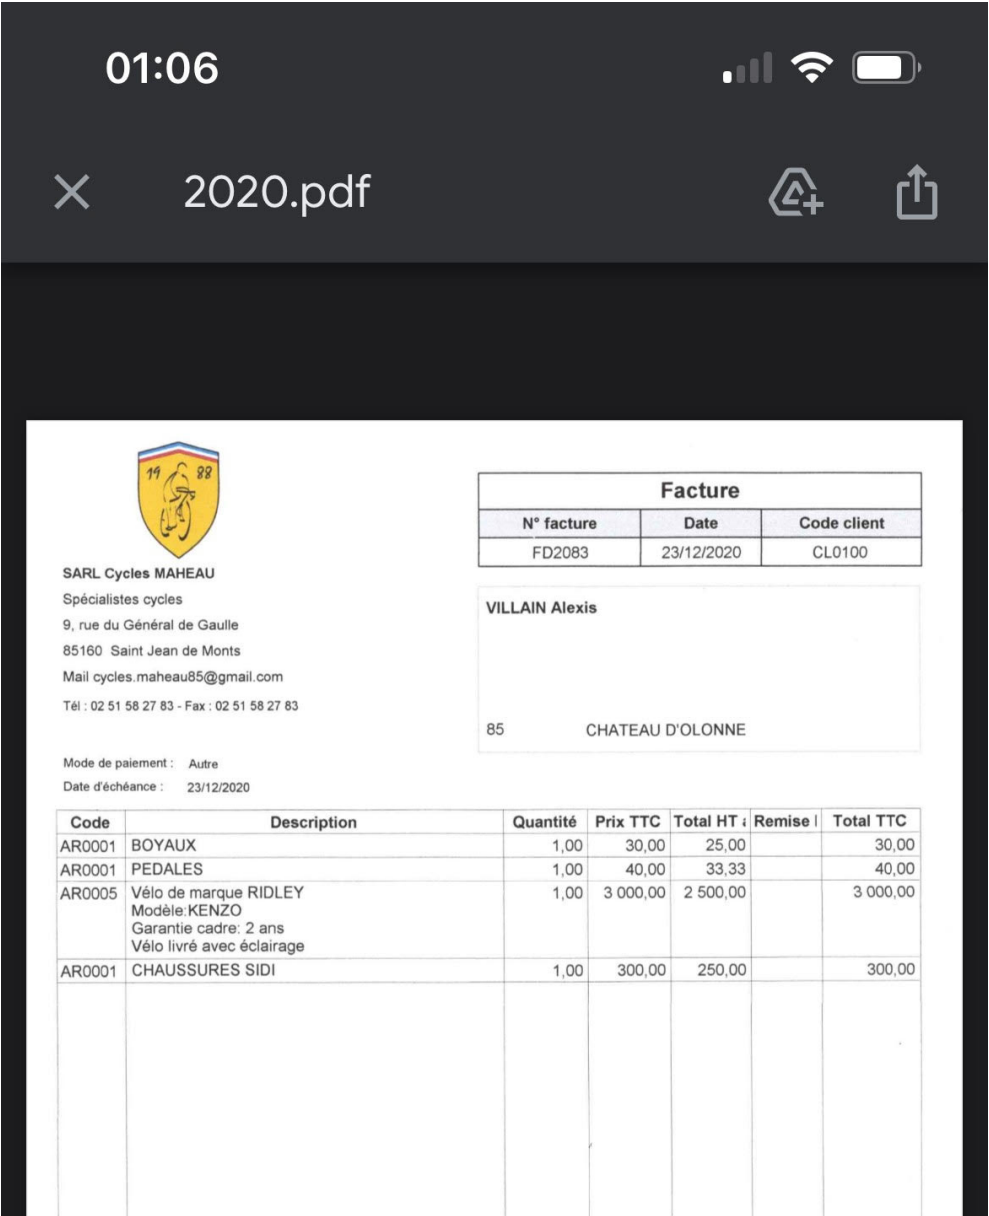 01:06
2020.pdf
19 88
SARL Cycles MAHEAU
Spécialistes cycles
9, rue du Général de Gaulle
85160 Saint Jean de Monts
Mail cycles.maheau85@gmail.com
Tél : 02 51 58 27 83 - Fax : 02 51 58 27 83
Facture
N° facture Date Code client
FD2083 23/12/2020 CL0100
VILLAIN Alexis
85 CHATEAU D'OLONNE
Mode de paiement : Autre
Date d'échéance : 23/12/2020
Code Description Quantité Prix TTC Total HT Remise Total TTC
AR0001 BOYAUX 1,00 30,00 25,00 30,00
AR0001 PEDALES 1,00 40,00 33,33 40,00
AR0005 Vélo de marque RIDLEY 1,00 3 000,00 2 500,00 3 000,00
Modèle:KENZO
Garantie cadre: 2 ans
Vélo livré avec éclairage
AR0001 CHAUSSURES SIDI 1,00 300,00 250,00 300,00